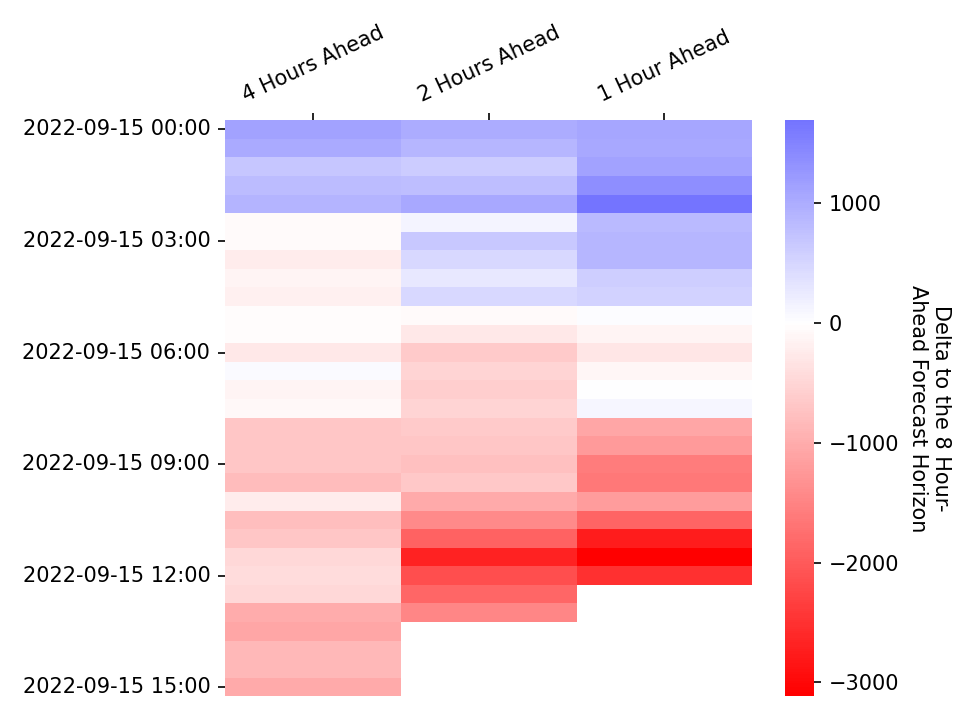 4 Hours Ahead
2 Hours Ahead
1 Hour Ahead
2022-09-15 00:00
2022-09-15 03:00
2022-09-15 06:00
2022-09-15 09:00
2022-09-15 12:00
2022-09-15 15:00
1000
0
−1000
−2000
−3000
Delta to the 8 Hour-
Ahead Forecast Horizon